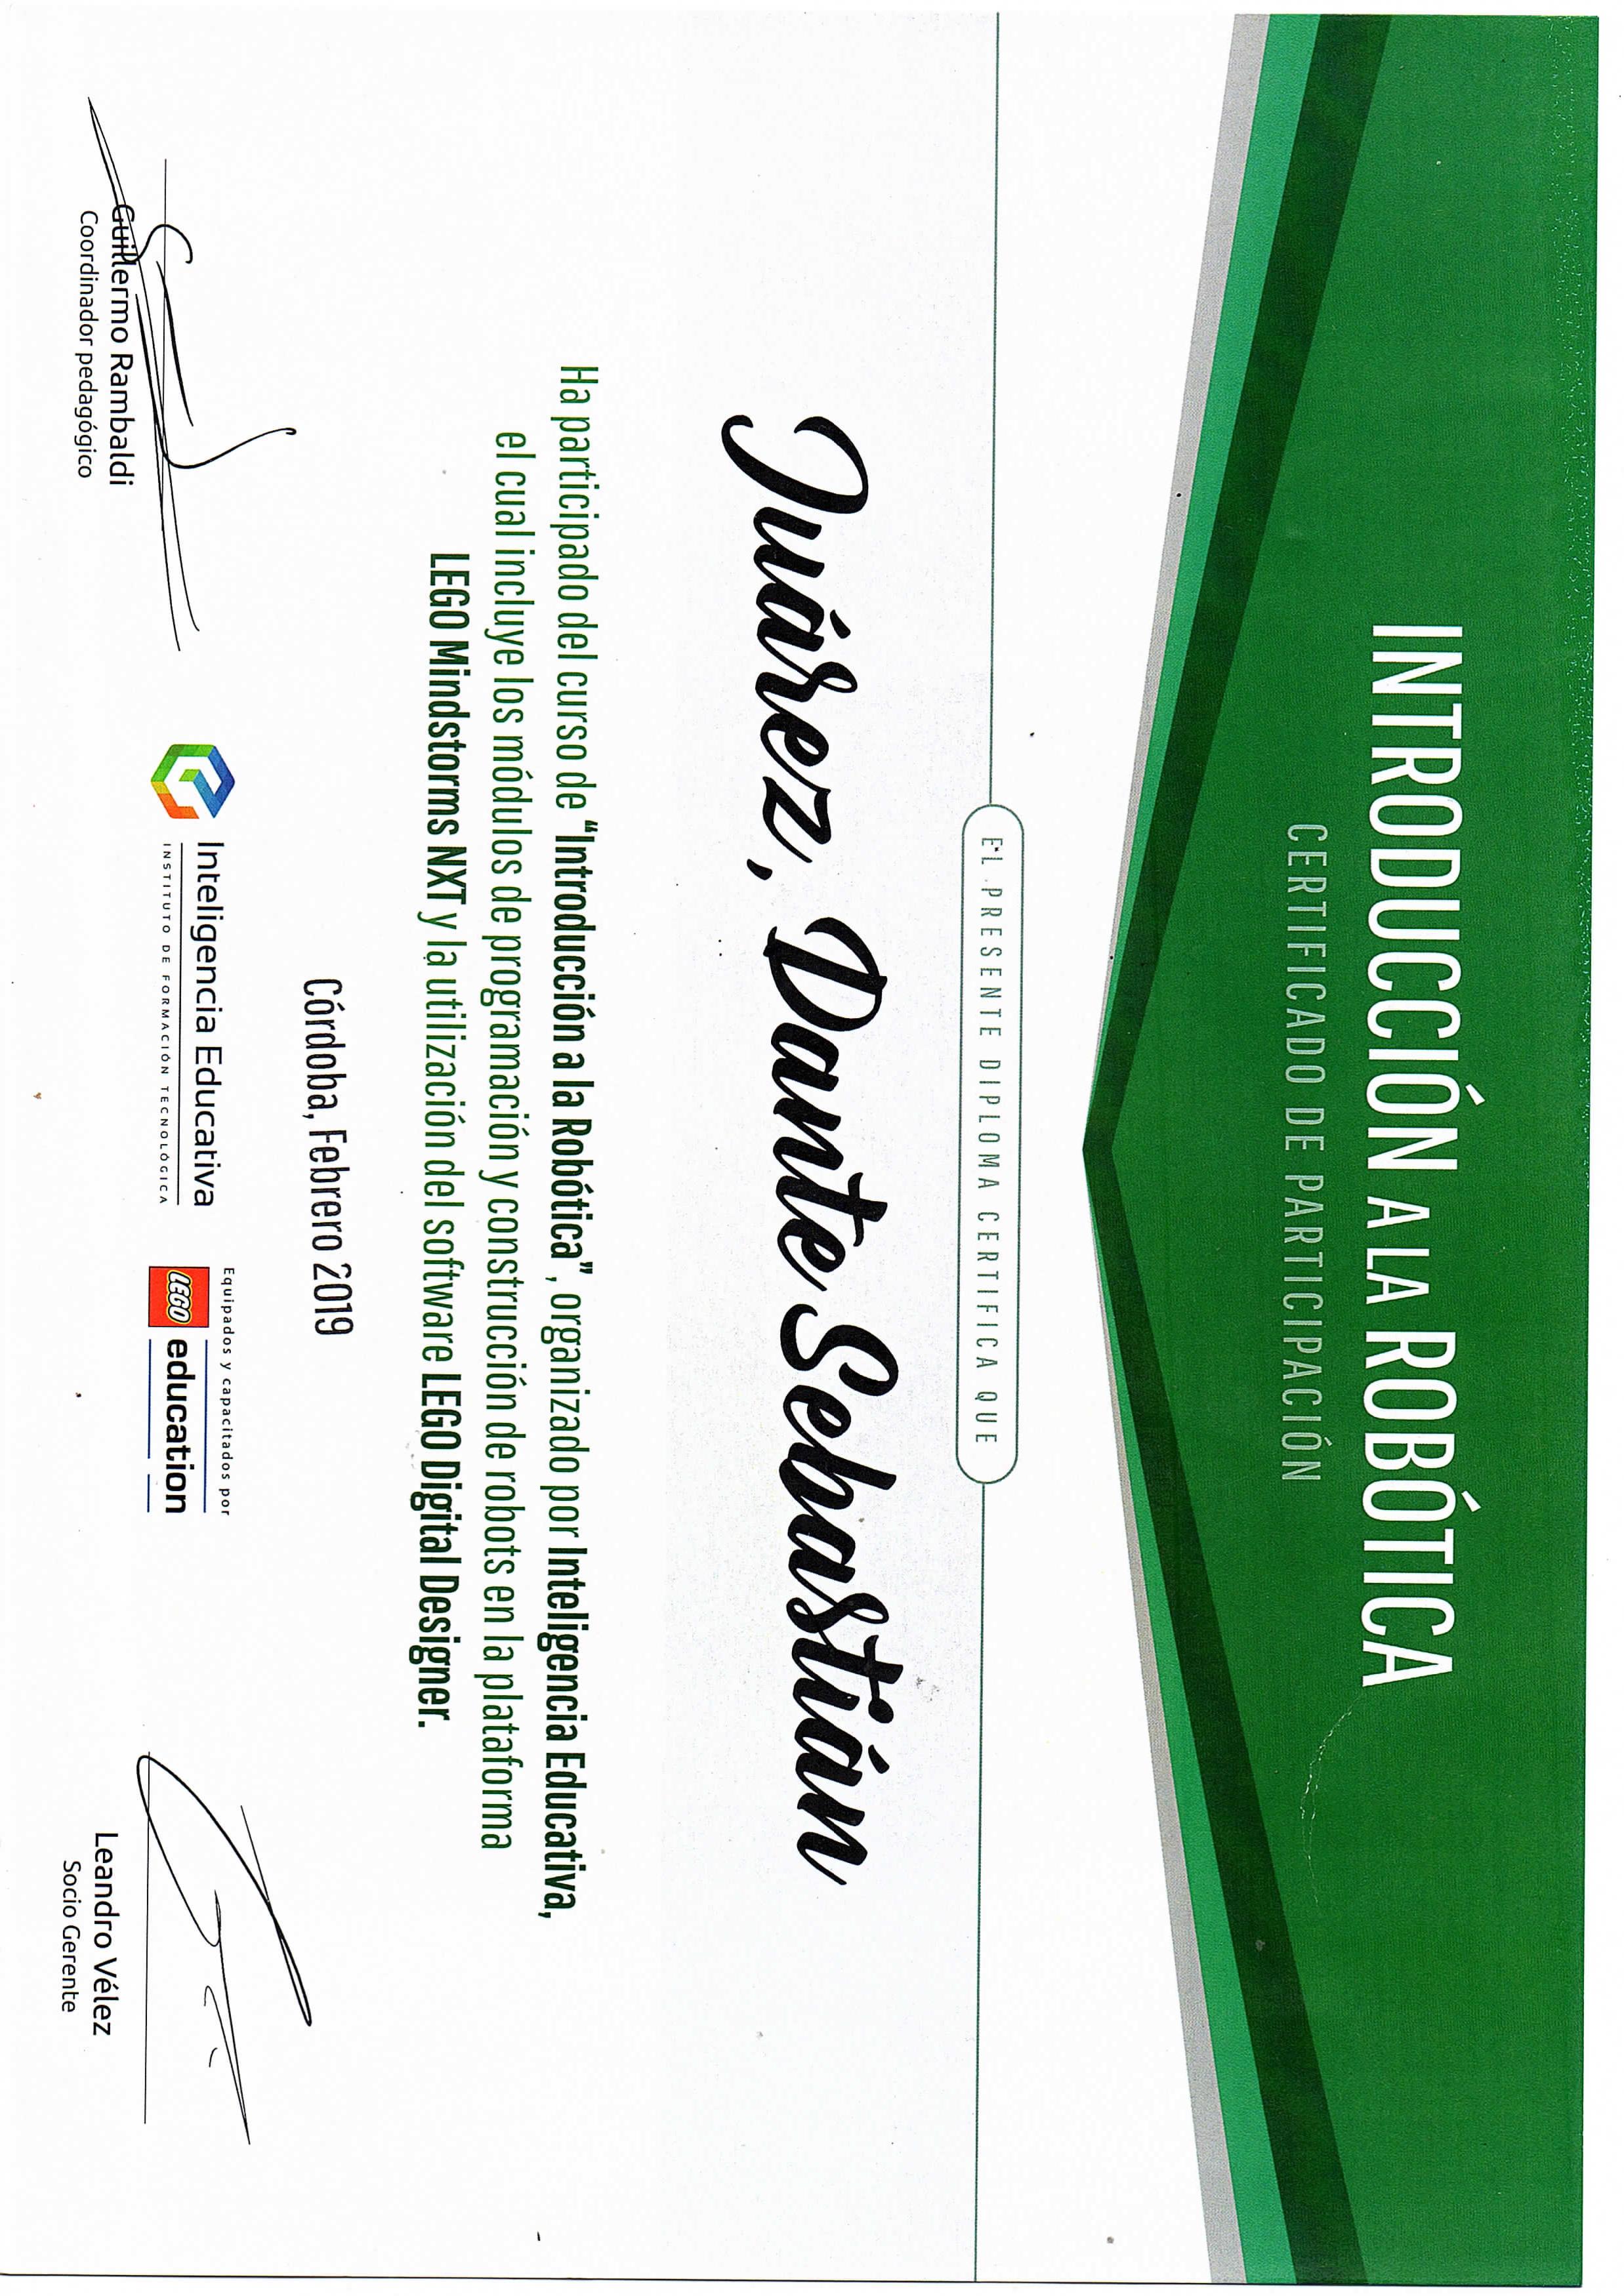 INTRODUCCIÓN A LA ROBÓTICA
CERTIFICADO DE PARTICIPACIÓN
EL PRESENTE DIPLOMA CERTIFICA QUE
Juárez, Dante Sebastián
Ha participado del curso de “Introducción a la Robótica”, organizado por Inteligencia Educativa,
el cual incluye los módulos de programación y construcción de robots en la plataforma
LEGO Mindstorms NXT y la utilización del software LEGO Digital Designer.
Córdoba, Febrero 2019
Guillermo Rambaldi
Coordinador pedagógico
Inteligencia Educativa
INSTITUTO DE FORMACIÓN TECNOLÓGICA
Equipados y capacitados por
LEGO education
Leandro Vélez
Socio Gerente